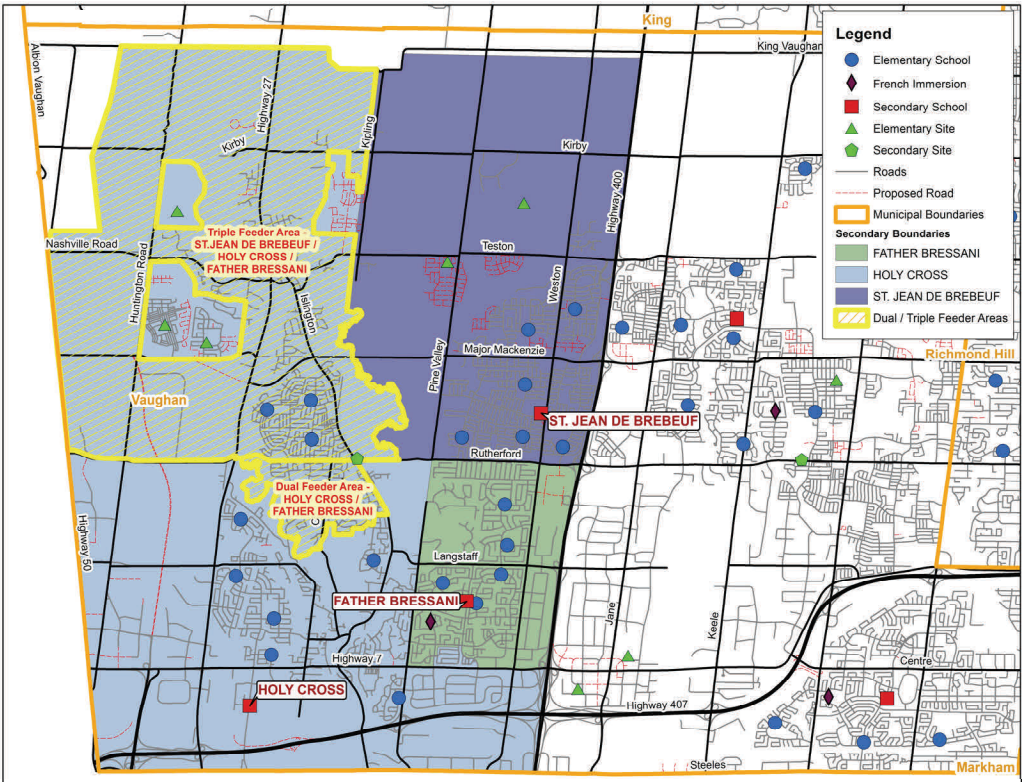 King
King Vaughan
Albion Vaughan
Highway 27
Kipling
Kirby
Kirby
Highway 400
Nashville Road
Triple Feeder Area -
ST.JEAN DE BREBEUF /
HOLY CROSS /
FATHER BRESSANI
Teston
Huntington Road
Islington
Weston
Pine Valley
Major Mackenzie
Richmond Hill
Vaughan
ST. JEAN DE BREBEUF
Rutherford
Dual Feeder Area -
HOLY CROSS /
FATHER BRESSANI
C
Highway 50
Langstaff
FATHER BRESSANI
Jane
Keele
Highway 7
Centre
HOLY CROSS
Highway 407
Steeles
Markham
Legend
Elementary School
French Immersion
Secondary School
Elementary Site
Secondary Site
Roads
Proposed Road
Municipal Boundaries
Secondary Boundaries
FATHER BRESSANI
HOLY CROSS
ST. JEAN DE BREBEUF
Dual / Triple Feeder Areas